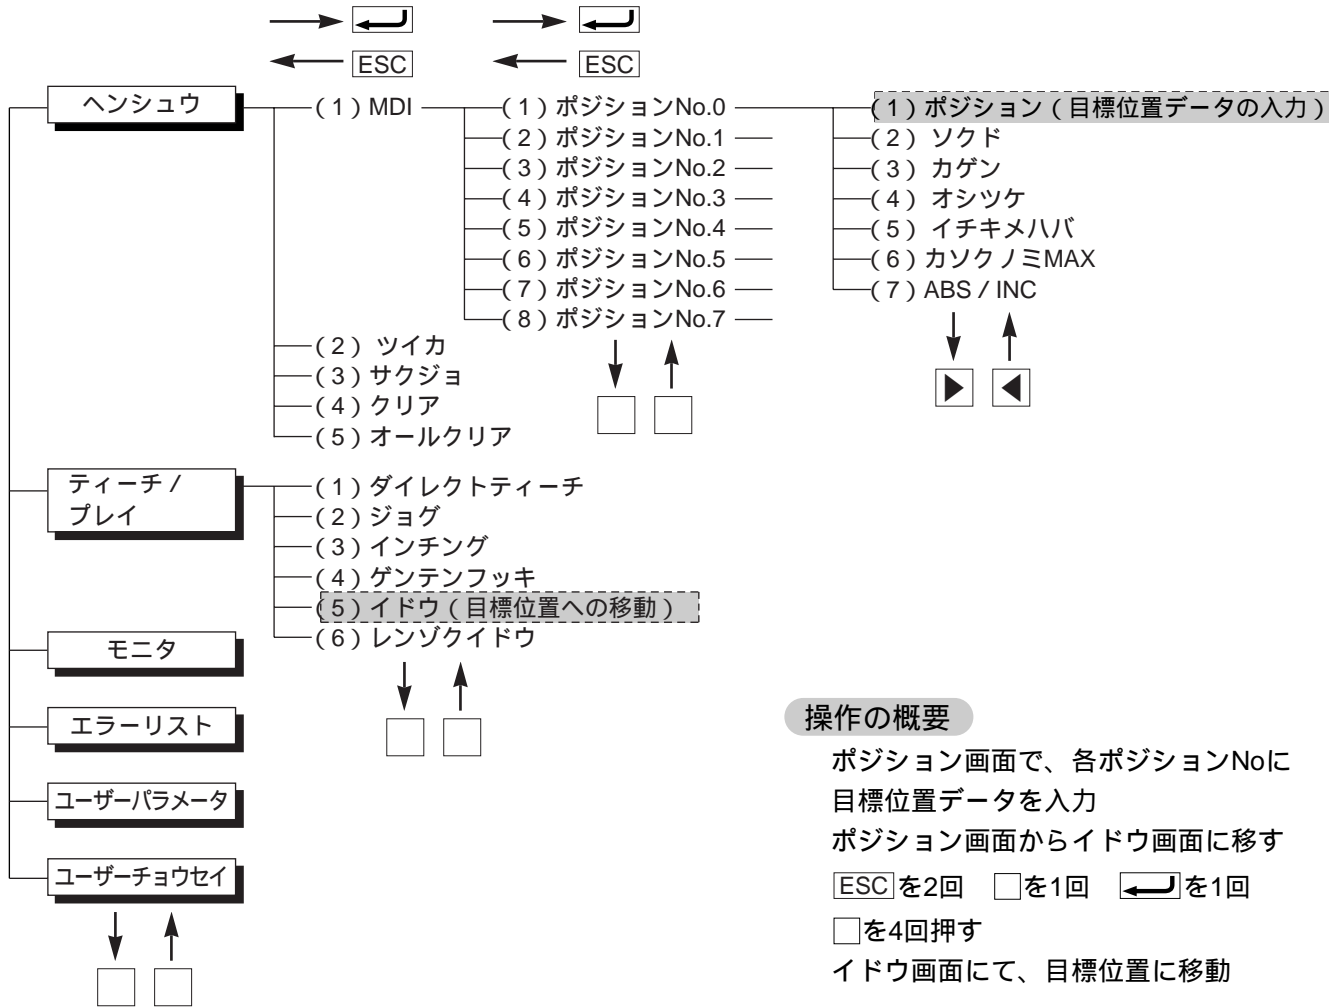 ESC
ESC
ヘンシュウ
(1)MDI
(1)ポジションNo.0
(2)ポジションNo.1
(3)ポジションNo.2
(4)ポジションNo.3
(5)ポジションNo.4
(6)ポジションNo.5
(7)ポジションNo.6
(8)ポジションNo.7
(1)ポジション(目標位置データの入力)
(2) ソクド
(3) カゲン
(4) オシツケ
(5) イチキメハバ
(6)カソクノミMAX
(7)ABS / INC
(2) ツイカ
(3)サクジョ
(4)クリア
(5)オールクリア
ティーチ /
プレイ
(1)ダイレクトティーチ
(2)ジョグ
(3)インチング
(4)ゲンテンフッキ
(5)イドウ(目標位置への移動)
(6)レンゾクイドウ
モニタ
エラーリスト
ユーザーパラメータ
ユーザーチョウセイ
操作の概要
ポジション画面で、各ポジションNoに
目標位置データを入力
ポジション画面からイドウ画面に移す
ESCを2回 □を1回 を1回
□を4回押す
イドウ画面にて、目標位置に移動